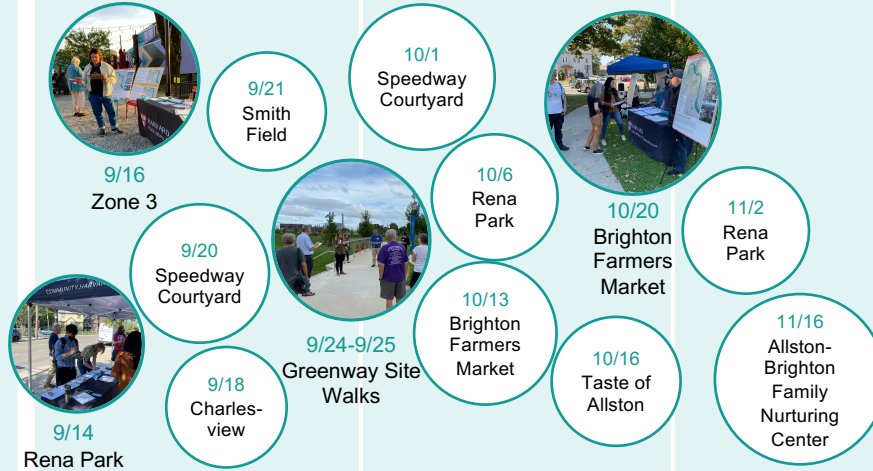 9/16
Zone 3
9/21
Smith
Field
10/1
Speedway
Courtyard
9/20
Speedway
Courtyard
COMMUNITY.HARVARD
9/14
Rena Park
9/18
Charles-
view
9/24-9/25
Greenway Site
Walks
10/6
Rena
Park
10/13
Brighton
Farmers
Market
10/20
Brighton
Farmers
Market
10/16
Taste of
Allston
11/2
Rena
Park
11/16
Allston-
Brighton
Family
Nurturing
Center
HARVARD